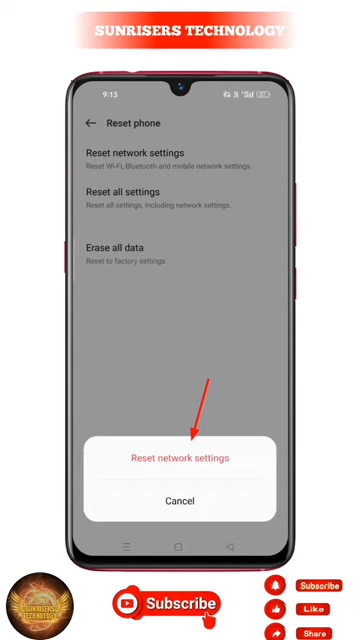 SUNRISERS TECHNOLOGY
9:15
Reset phone
Reset network settings
Reset Wi-Fi, Bluetooth and mobile network settings.
Reset all settings
Reset all settings, including network settings.
Erase all data
Reset to factory settings
Reset network settings
Cancel
SUNRISERS
TECHNOLOGY
Subscribe
Subscribe
Like
Share